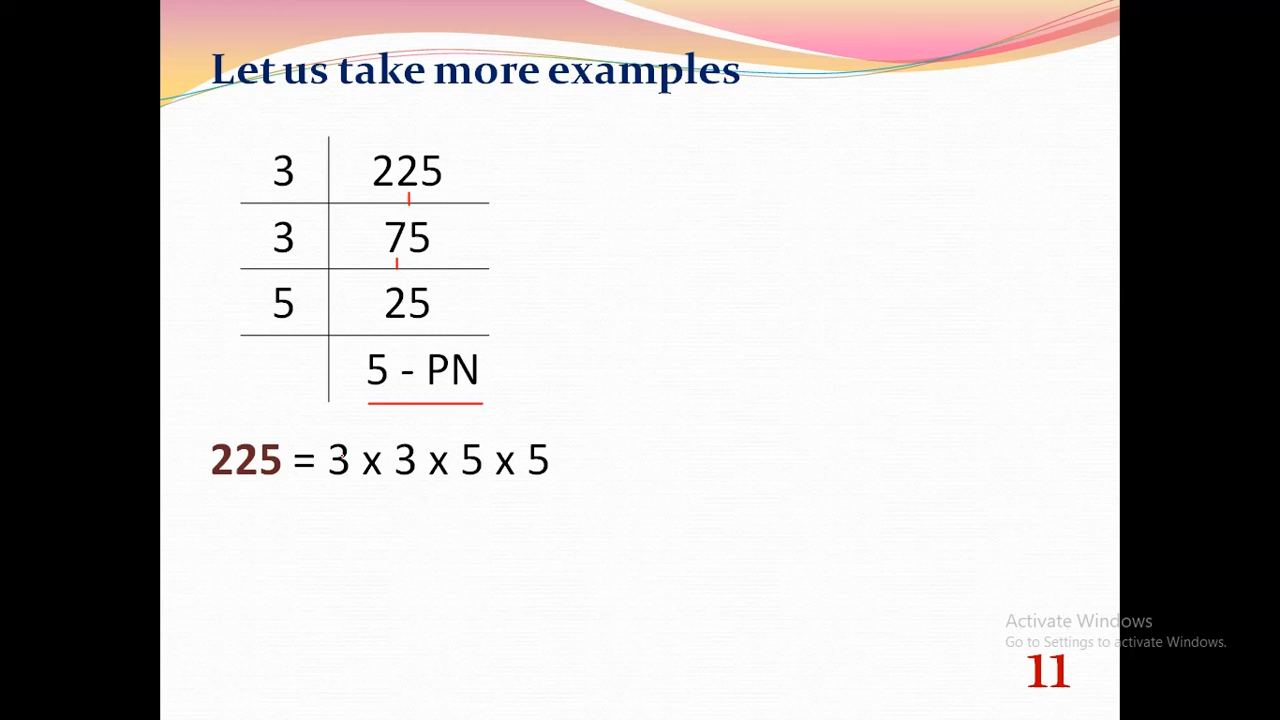 Let us take more examples
3 225
3 75
5 25
5 - PN
225 = 3 x 3 x 5 x 5
Activate Windows
Go to Settings to activate Windows.
11